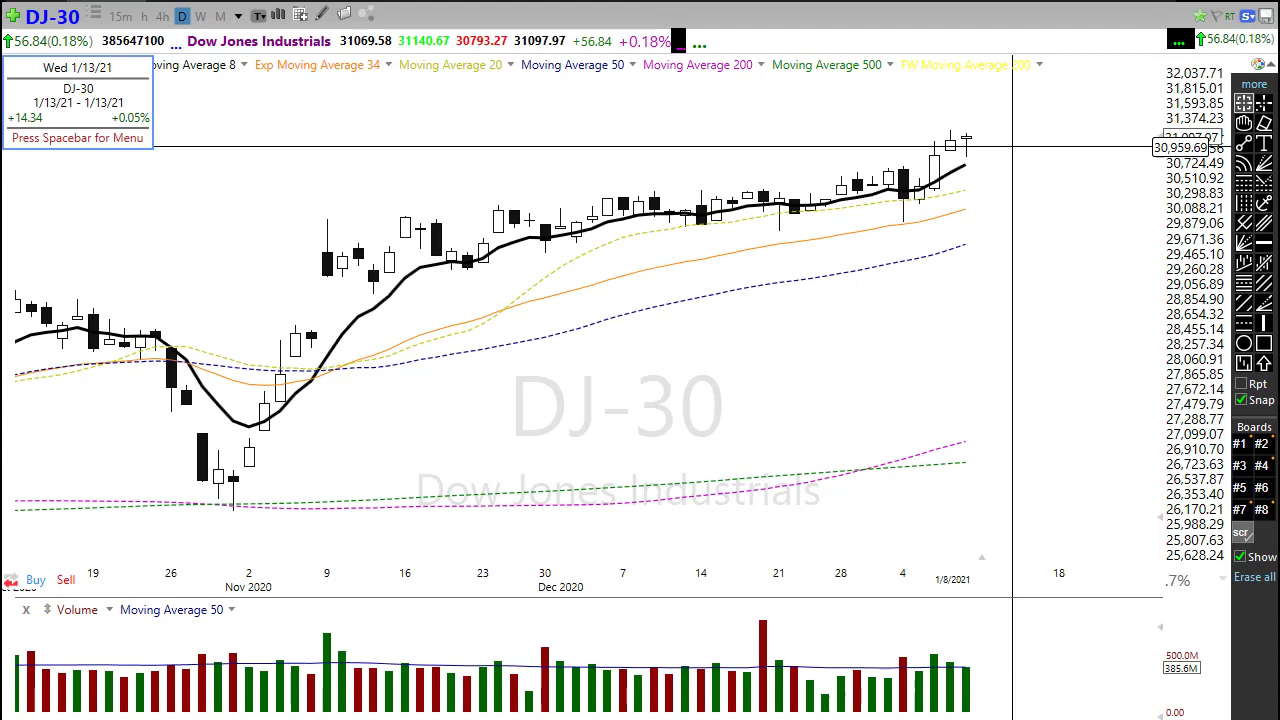 DJ-30 15m h 4h D W M T RT S
56.84(0.18%) 385647100 ... Dow Jones Industrials 31069.58 31140.67 30793.27 31097.97 +56.84 +0.18% ... ... ... 56.84(0.18%)
Wed 1/13/21
DJ-30
1/13/21 - 1/13/21
+14.34 +0.05%
Press Spacebar for Menu
oving Average 8 Exp Moving Average 34 Moving Average 20 Moving Average 50 Moving Average 200 Moving Average 500 FW Moving Average 200
32,037.71
31,815.01
31,593.85
31,374.23
30,959.69
30,724.49
30,510.92
30,298.83
30,088.21
29,879.06
29,671.36
29,465.10
29,260.28
29,056.89
28,854.90
28,654.32
28,455.14
28,257.34
28,060.91
27,865.85
27,672.14
27,479.79
27,288.77
27,099.07
26,910.70
26,723.63
26,537.87
26,353.40
26,170.21
25,988.29
25,807.63
25,628.24
.7%
more
T
Rpt
Snap
Boards
#1 #2
#3 #4
#5 #6
#7 #8
scr
Show
Erase all
DJ-30
Dow Jones Industrials
Buy Sell
19 26 2 9 16 23 30 7 14 21 28 4 1/8/2021 18
Nov 2020 Dec 2020
x Volume Moving Average 50
500.0M
385.6M
0.00